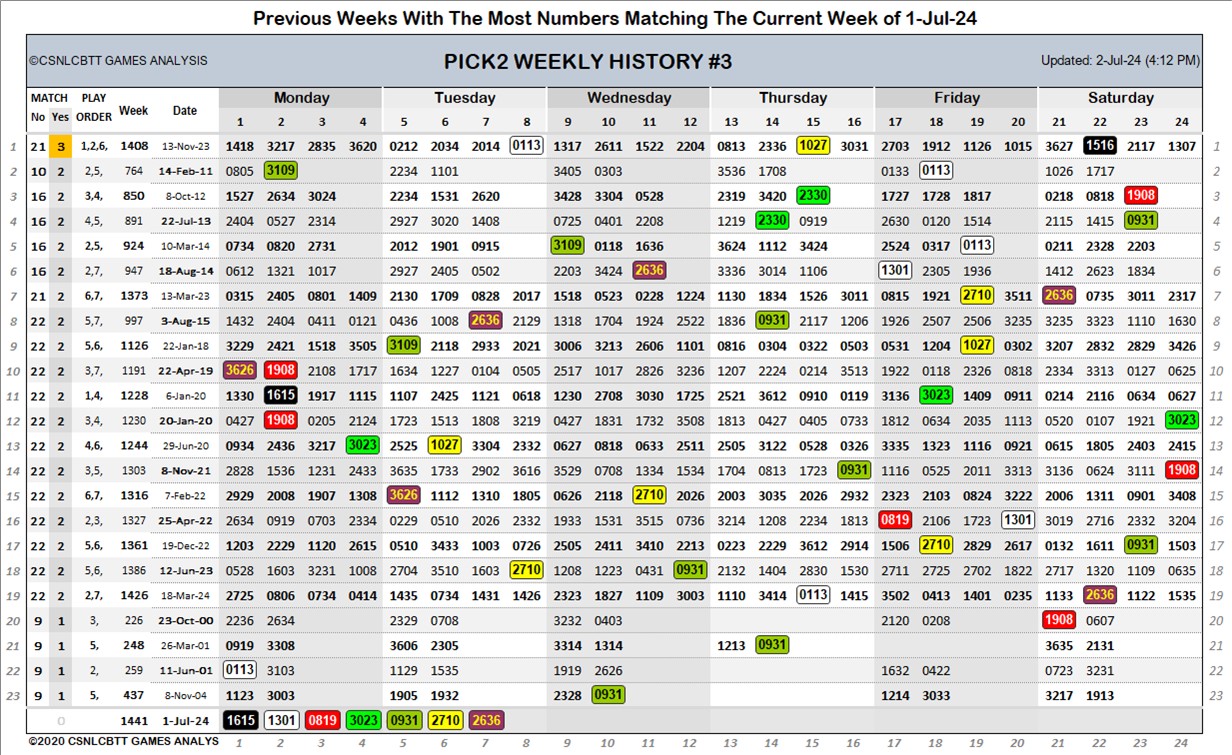 Previous Weeks With The Most Numbers Matching The Current Week of 1-Jul-24
©CSNLCBTT GAMES ANALYSIS PICK2 WEEKLY HISTORY #3 Updated: 2-Jul-24 (4:12 PM)
MATCH PLAY Week Date Monday Tuesday Wednesday Thursday Friday Saturday
No Yes ORDER 1 2 3 4 5 6 7 8 9 10 11 12 13 14 15 16 17 18 19 20 21 22 23 24
1 21 3 1,2,6, 1408 13-Nov-23 1418 3217 2835 3620 0212 2034 2014 0113 1317 2611 1522 2204 0813 2336 1027 3031 2703 1912 1126 1015 3627 1516 2117 1307 1
2 10 2 2,5, 764 14-Feb-11 0805 3109 2234 1101 3405 0303 3536 1708 0133 0113 1026 1717 2
3 16 2 3,4, 850 8-Oct-12 1527 2634 3024 2234 1531 2620 3428 3304 0528 2319 3420 2330 1727 1728 1817 0218 0818 1908 3
4 16 2 4,5, 891 22-Jul-13 2404 0527 2314 2927 2107 1408 0725 0401 2208 1219 2330 0919 2630 0120 1514 2115 1415 0931 4
5 16 2 2,5, 924 10-Mar-14 0734 0820 2731 2012 1901 0915 3109 0118 1636 3624 1112 3424 2524 0317 0113 0211 2328 2203 5
6 16 2 2,7, 947 18-Aug-14 0612 1321 1017 2927 2405 0502 2203 3424 2636 3336 3014 1106 1301 2305 1936 1412 2623 1834 6
7 21 2 6,7, 1373 13-Mar-23 0315 2405 0801 1409 2130 1709 0828 2017 1518 0523 0228 1224 1130 1834 1526 3011 0815 1921 2710 3511 2636 0735 3011 2317 7
8 22 2 5,7, 997 3-Aug-15 1432 2404 0411 0121 0436 1008 2636 2129 1318 1704 1924 2522 1836 0931 2117 1206 1926 2507 2506 3235 3235 3323 1110 1630 8
9 22 2 5,6, 1126 22-Jan-18 3229 2421 1518 3505 3109 2118 2933 2021 3006 3213 2606 1101 0816 0304 0322 0503 0531 1204 1027 0302 3207 2832 2829 3426 9
10 22 2 3,7, 1191 22-Apr-19 3626 1908 2108 1717 1634 1227 0104 0505 2517 1017 2826 3236 1207 2224 0214 3513 1922 0118 2326 0818 2334 3313 0127 0625 10
11 22 2 1,4, 1228 6-Jan-20 1330 1615 1917 1115 1107 2425 1121 0618 1230 2708 3030 1725 2521 3612 0910 0119 3136 3023 1409 0911 0214 2116 0634 0627 11
12 22 2 3,4, 1230 20-Jan-20 0427 1908 0205 2124 1723 1513 1808 3219 0427 1831 1732 3508 1828 0427 0405 0733 1812 0634 2035 1113 0520 0107 1921 3023 12
13 22 2 4,6, 1244 29-Jun-20 0934 2436 3217 3023 2525 1027 3304 2332 0627 0818 0633 2511 2513 3122 1528 0326 3335 1323 1116 0921 0615 1805 2403 2415 13
14 22 2 3,5, 1303 8-Nov-21 2828 1536 1231 2433 3635 1733 2902 3616 3529 0708 1334 1534 1704 0813 1723 0931 1116 0525 2011 3313 3136 0624 3111 1908 14
15 22 2 6,7, 1316 7-Feb-22 2929 2008 1907 1308 3626 1112 1310 1805 0626 2118 2710 2026 2003 3035 2026 2932 2323 2103 0824 3222 2006 1311 0901 3408 15
16 22 2 2,3, 1327 25-Apr-22 2634 0919 0703 2334 0229 0510 2026 2332 1933 1531 3515 0736 3214 1208 2234 1813 0819 2106 1723 1301 3019 2716 2332 3204 16
17 22 2 5,6, 1361 19-Dec-22 1203 2229 1120 2615 0510 3433 1003 0726 2505 2411 3410 2213 0223 2229 3612 2914 1506 2710 2829 2617 0132 1611 0931 1503 17
18 22 2 5,6, 1386 12-Jun-23 0528 1603 3231 1008 2704 3510 1603 2710 1208 1223 0431 0931 2132 1404 2830 1530 2711 2725 2702 1822 2717 1320 1109 0635 18
19 22 2 2,7, 1426 18-Mar-24 2725 0806 0734 0414 1435 0734 1431 1426 2323 1827 1109 3003 1110 3414 0113 1415 3502 0413 1401 0235 1133 2636 1122 1535 19
20 9 1 3, 226 23-Oct-00 2236 2634 2329 0708 3232 0403 2120 0208 1908 0607 20
21 9 1 5, 248 26-Mar-01 0919 3308 3606 2305 3314 1314 1213 0931 3635 2131 21
22 9 1 2, 259 11-Jun-01 0113 3103 1129 1535 1919 2626 1632 0422 0723 3231 22
23 9 1 5, 437 8-Nov-04 1123 3003 1905 1932 2328 0931 1214 3033 3217 1913 23
0 1441 1-Jul-24 1615 1301 0819 3023 0931 2710 2636
©2020 CSNLCBTT GAMES ANALYS 1 2 3 4 5 6 7 8 9 10 11 12 13 14 15 16 17 18 19 20 21 22 23 24